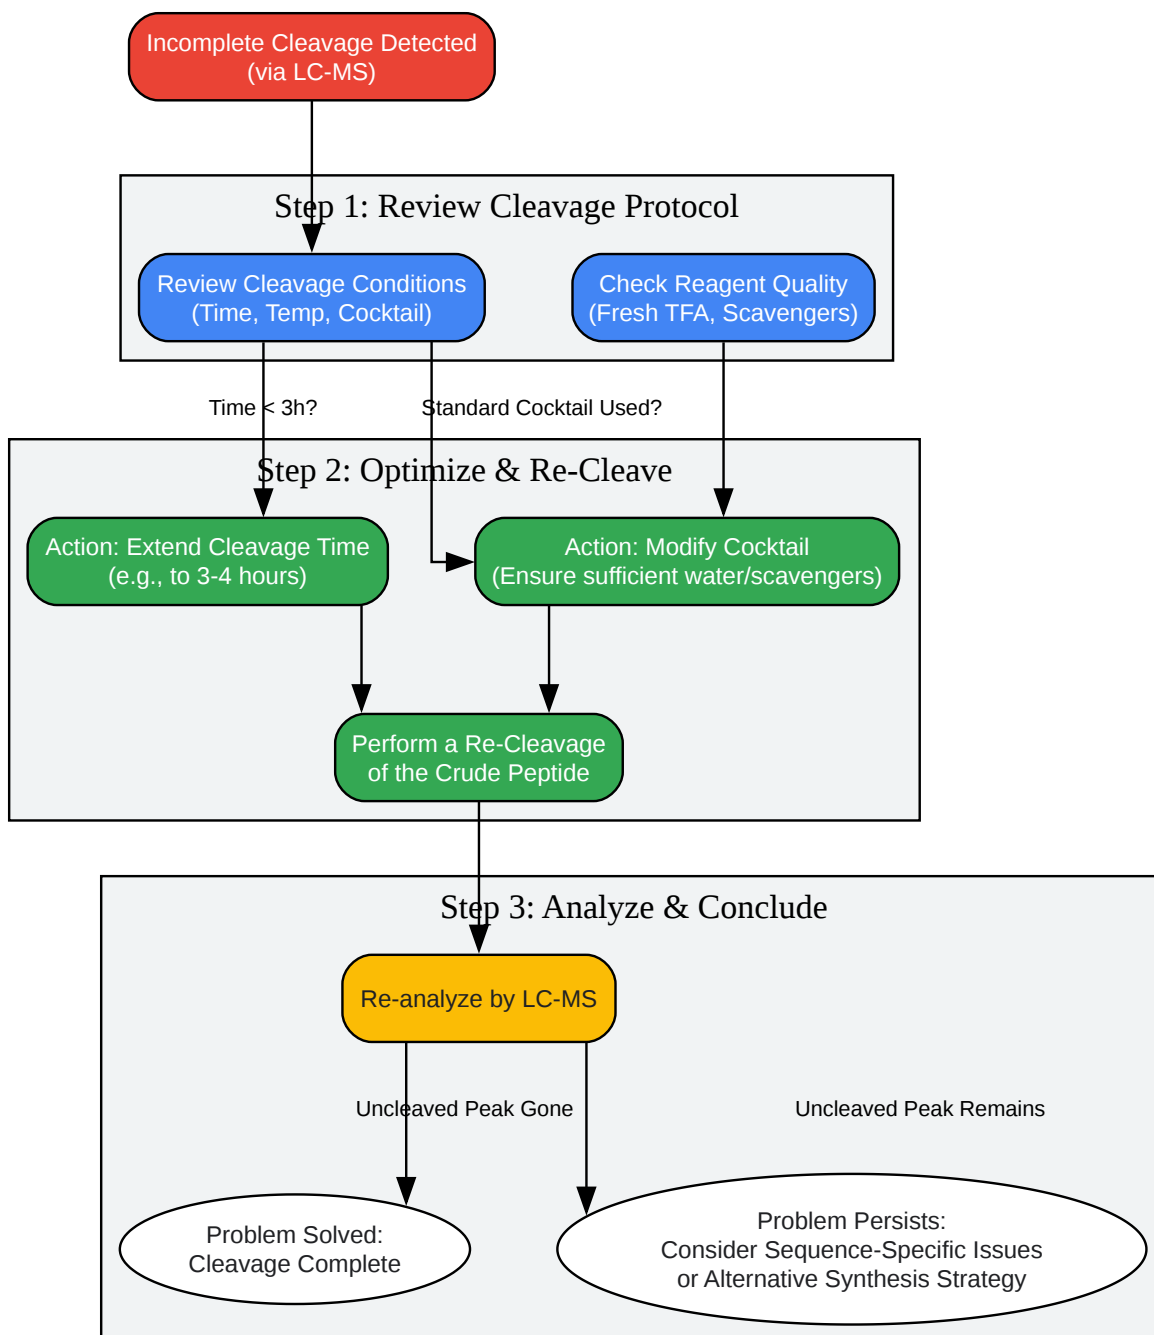 Incomplete Cleavage Detected
(via LC-MS)
Step 1: Review Cleavage Protocol
Review Cleavage Conditions
(Time, Temp, Cocktail)
Check Reagent Quality
(Fresh TFA, Scavengers)
Time < 3h?
Standard Cocktail Used?
Step 2: Optimize & Re-Cleave
Action: Extend Cleavage Time
(e.g., to 3-4 hours)
Action: Modify Cocktail
(Ensure sufficient water/scavengers)
Perform a Re-Cleavage
of the Crude Peptide
Step 3: Analyze & Conclude
Re-analyze by LC-MS
Uncleaved Peak Gone
Uncleaved Peak Remains
Problem Solved:
Cleavage Complete
Problem Persists:
Consider Sequence-Specific Issues
or Alternative Synthesis Strategy